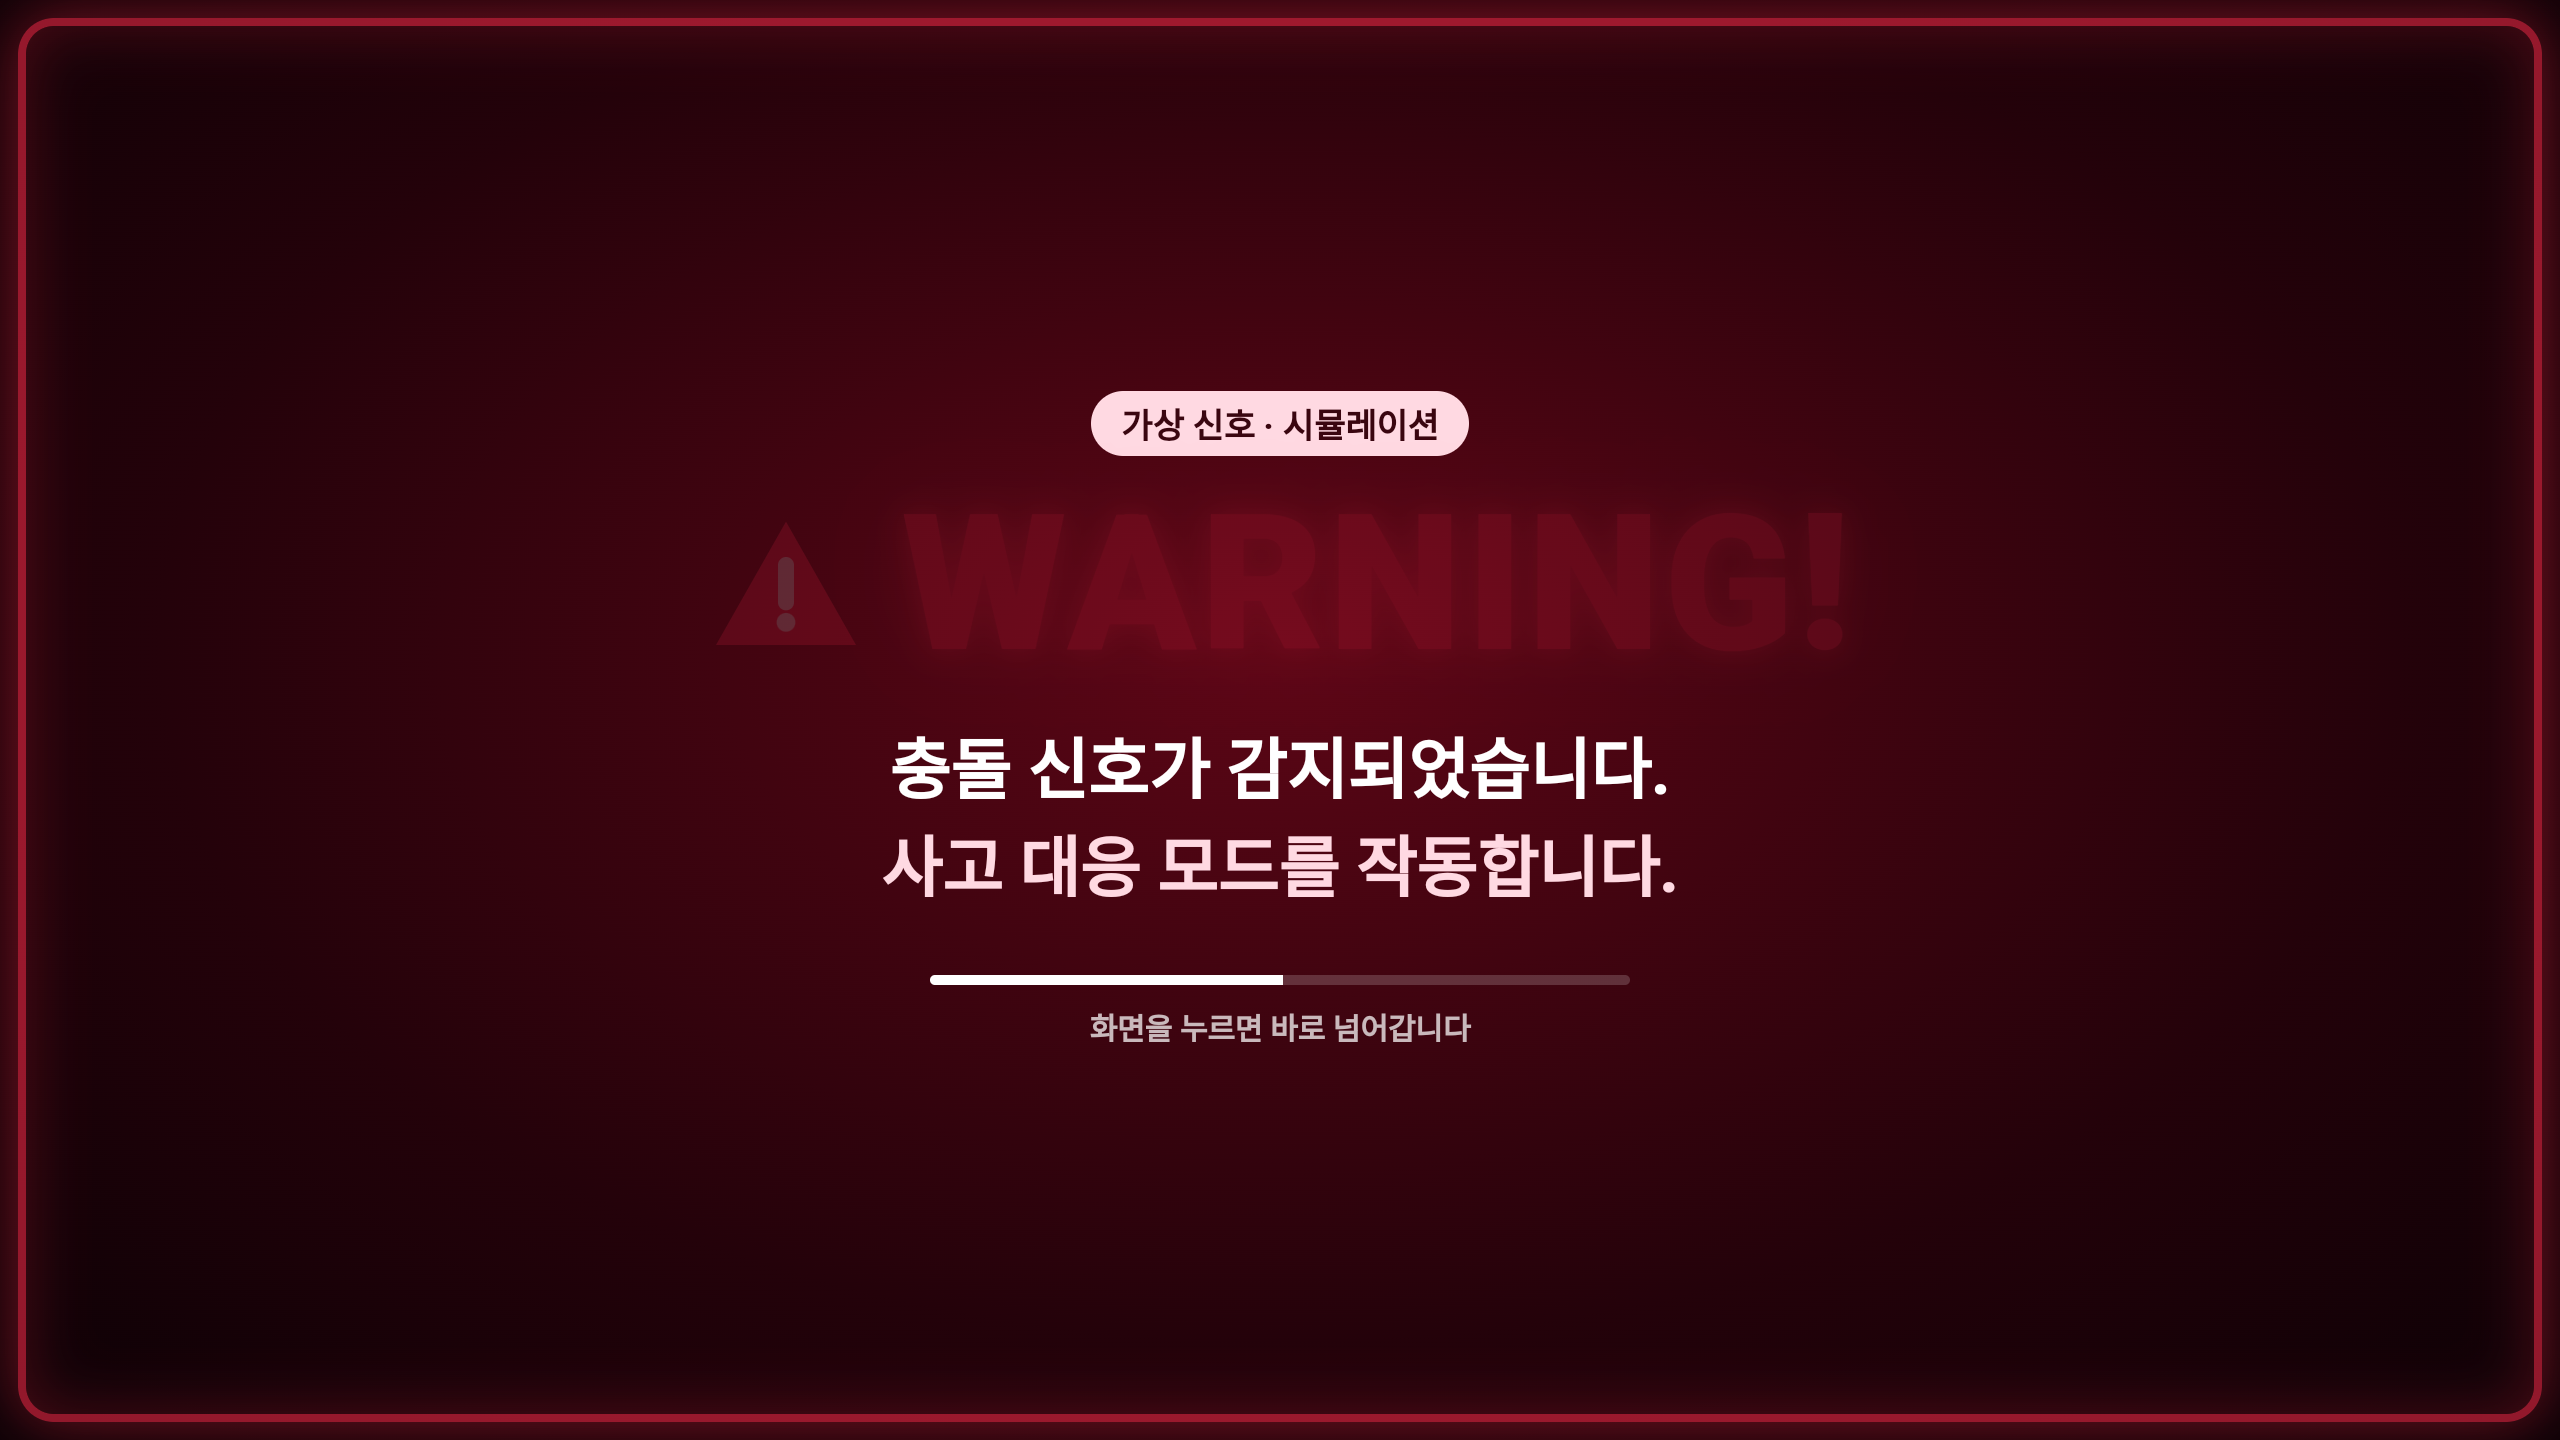 가상 신호 · 시뮬레이션
WARNING!
충돌 신호가 감지되었습니다.
사고 대응 모드를 작동합니다.
화면을 누르면 바로 넘어갑니다